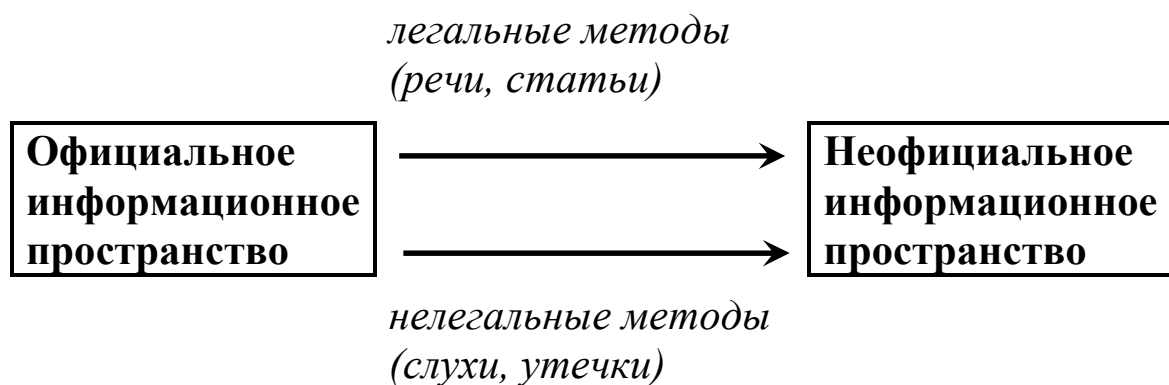 легальные методы
(речи, статьи)
Официальное
информационное
пространство
Неофициальное
информационное
пространство
нелегальные методы
(слухи, утечки)